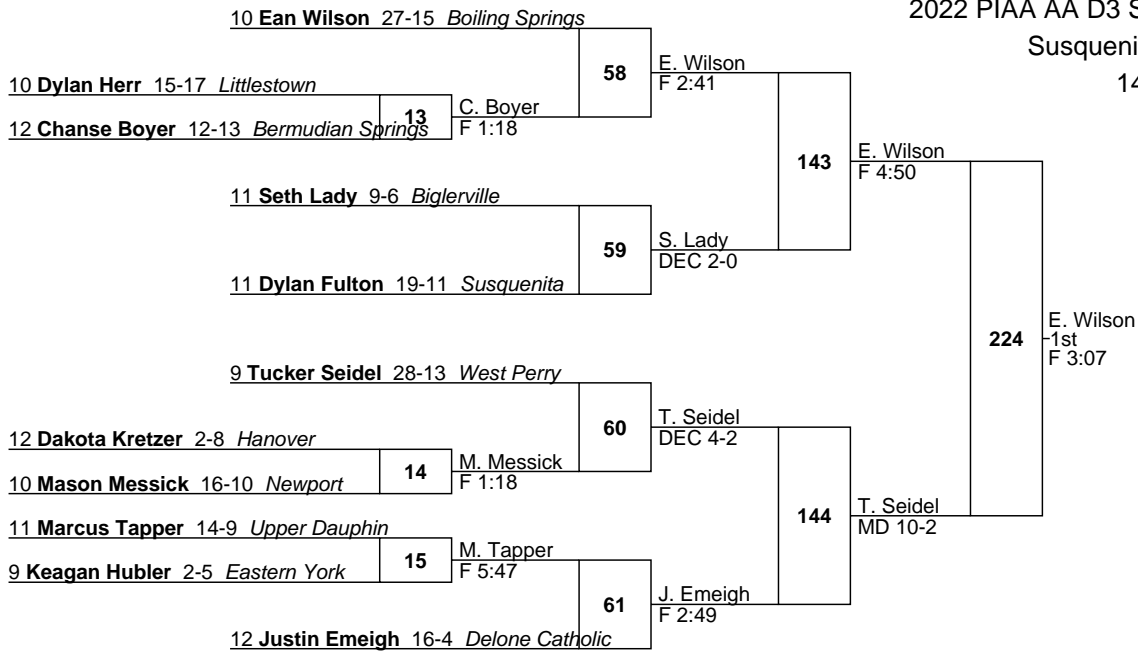 2022 PIAA AA D3 S
Susqueni
14
10 Ean Wilson 27-15 Boiling Springs
58
E. Wilson
F 2:41
10 Dylan Herr 15-17 Littlestown
13
C. Boyer
F 1:18
12 Chanse Boyer 12-13 Bermudian Springs
143
E. Wilson
F 4:50
11 Seth Lady 9-6 Biglerville
59
S. Lady
DEC 2-0
11 Dylan Fulton 19-11 Susquenita
224
E. Wilson
1st
F 3:07
9 Tucker Seidel 28-13 West Perry
60
T. Seidel
DEC 4-2
12 Dakota Kretzer 2-8 Hanover
14
M. Messick
F 1:18
10 Mason Messick 16-10 Newport
144
T. Seidel
MD 10-2
11 Marcus Tapper 14-9 Upper Dauphin
15
M. Tapper
F 5:47
9 Keagan Hubler 2-5 Eastern York
61
J. Emeigh
F 2:49
12 Justin Emeigh 16-4 Delone Catholic